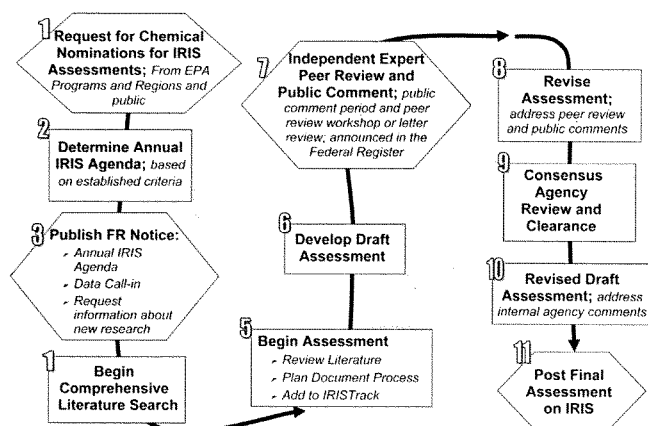 1
Request for Chemical
Nominations for IRIS
Assessments; From EPA
Programs and Regions and
public
2
Determine Annual
IRIS Agenda; based
on established criteria
3
Publish FR Notice:
Annual IRIS
Agenda
Data Call-in
Request
information about
new research
1
Begin
Comprehensive
Literature Search
5
Begin Assessment
Review Literature
Plan Document Process
Add to IRISTrack
6
Develop Draft
Assessment
7
Independent Expert
Peer Review and
Public Comment; public
comment period and peer
review workshop or letter
review; announced in the
Federal Register
8
Revise
Assessment;
address peer review
and public comments
9
Consensus
Agency
Review and
Clearance
10
Revised Draft
Assessment; address
internal agency comments
11
Post Final
Assessment
on IRIS